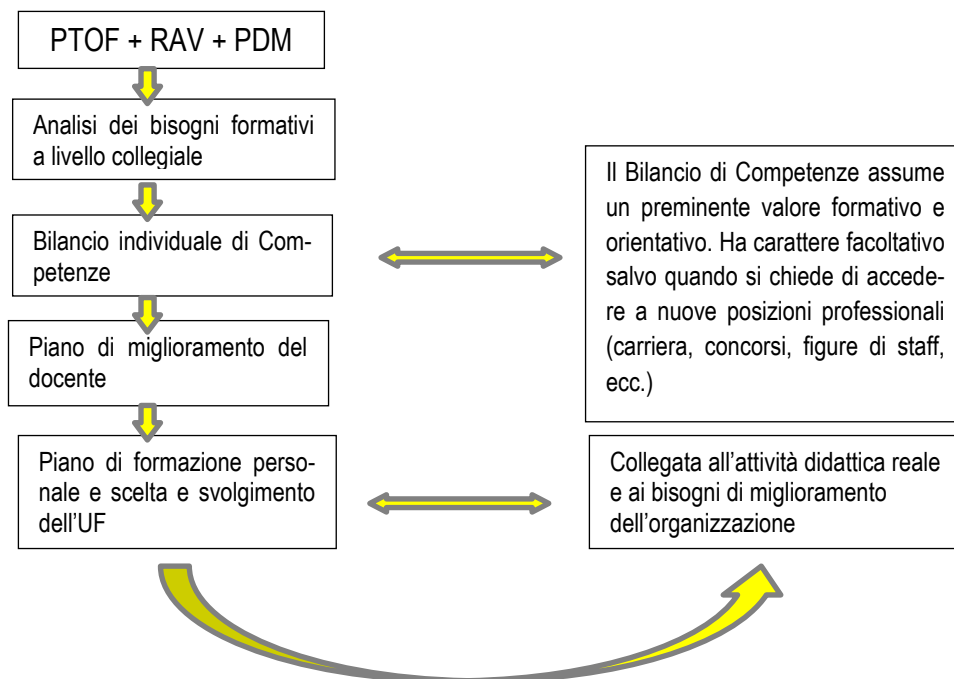 PTOF + RAV + PDM
Analisi dei bisogni formativi
a livello collegiale
Bilancio individuale di Com-
petenze
Piano di miglioramento del
docente
Piano di formazione perso-
nale e scelta e svolgimento
dell'UF
Il Bilancio di Competenze assume
un preminente valore formativo e
orientativo. Ha carattere facoltativo
salvo quando si chiede di accede-
re a nuove posizioni professionali
(carriera, concorsi, figure di staff,
ecc.)
Collegata all'attività didattica reale
e ai bisogni di miglioramento
dell'organizzazione